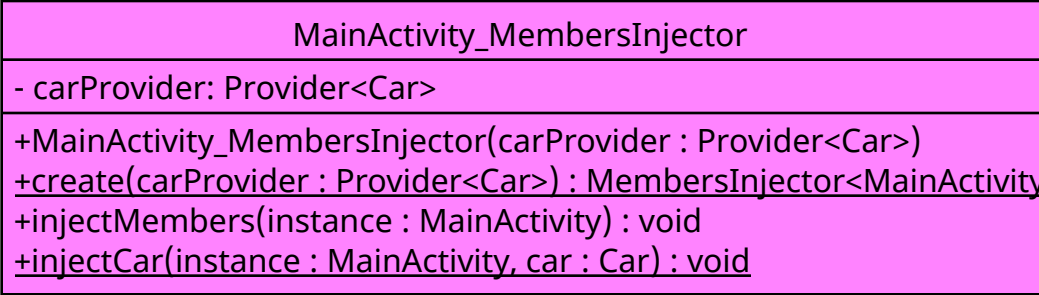 MainActivity_MembersInjector
- carProvider: Provider<Car>
+MainActivity_MembersInjector(carProvider : Provider<Car>)
+create(carProvider : Provider<Car>) : MembersInjector<MainActivity
+injectMembers(instance : MainActivity) : void
+injectCar(instance : MainActivity, car : Car) : void